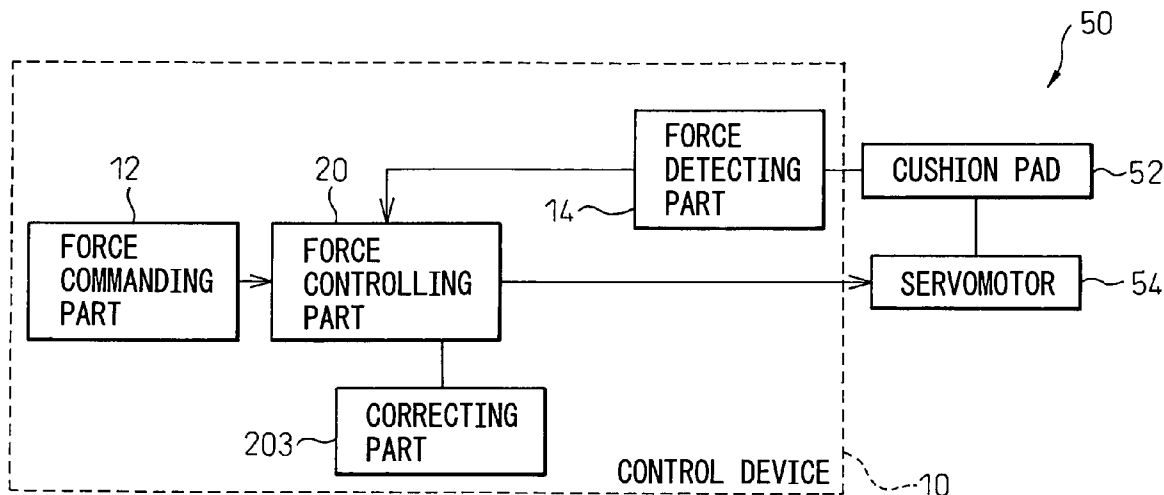 50
12
FORCE
COMMANDING
PART
20
FORCE
CONTROLLING
PART
14
FORCE
DETECTING
PART
CUSHION PAD
52
SERVOMOTOR
54
203
CORRECTING
PART
CONTROL DEVICE
10